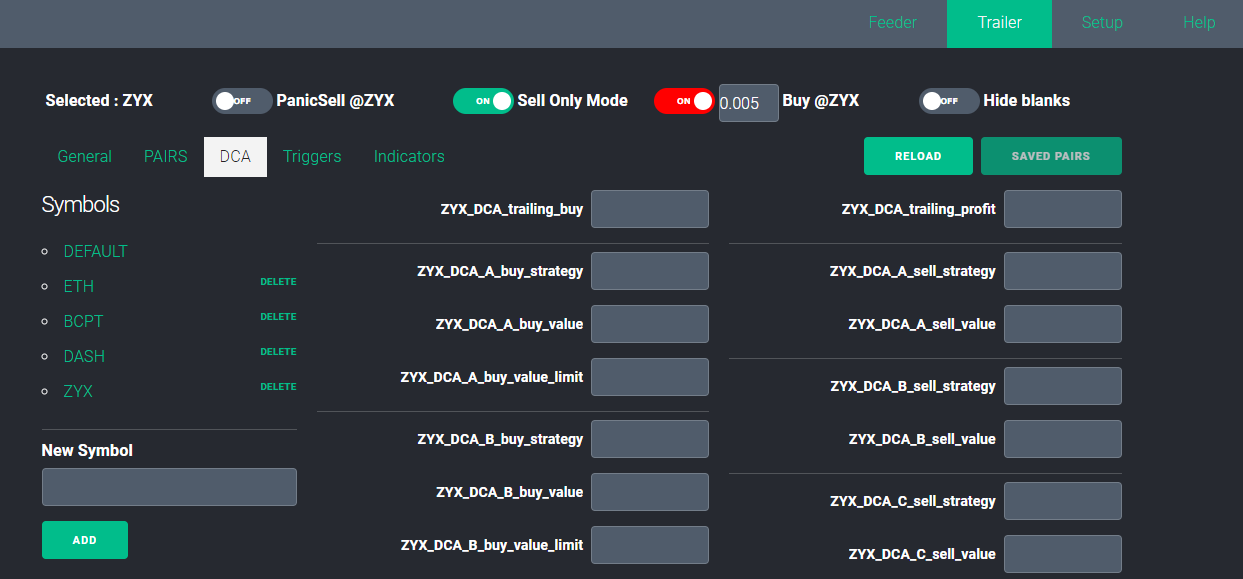 Feeder Trailer Setup Help
Selected : ZYX OFF PanicSell @ZYX ON Sell Only Mode ON 0.005 Buy @ZYX OFF Hide blanks
General PAIRS DCA Triggers Indicators RELOAD SAVED PAIRS
Symbols
DEFAULT
ETH DELETE
BCPT DELETE
DASH DELETE
ZYX DELETE
New Symbol
ADD
ZYX_DCA_trailing_buy
ZYX_DCA_A_buy_strategy
ZYX_DCA_A_buy_value
ZYX_DCA_A_buy_value_limit
ZYX_DCA_B_buy_strategy
ZYX_DCA_B_buy_value
ZYX_DCA_B_buy_value_limit
ZYX_DCA_trailing_profit
ZYX_DCA_A_sell_strategy
ZYX_DCA_A_sell_value
ZYX_DCA_B_sell_strategy
ZYX_DCA_B_sell_value
ZYX_DCA_C_sell_strategy
ZYX_DCA_C_sell_value